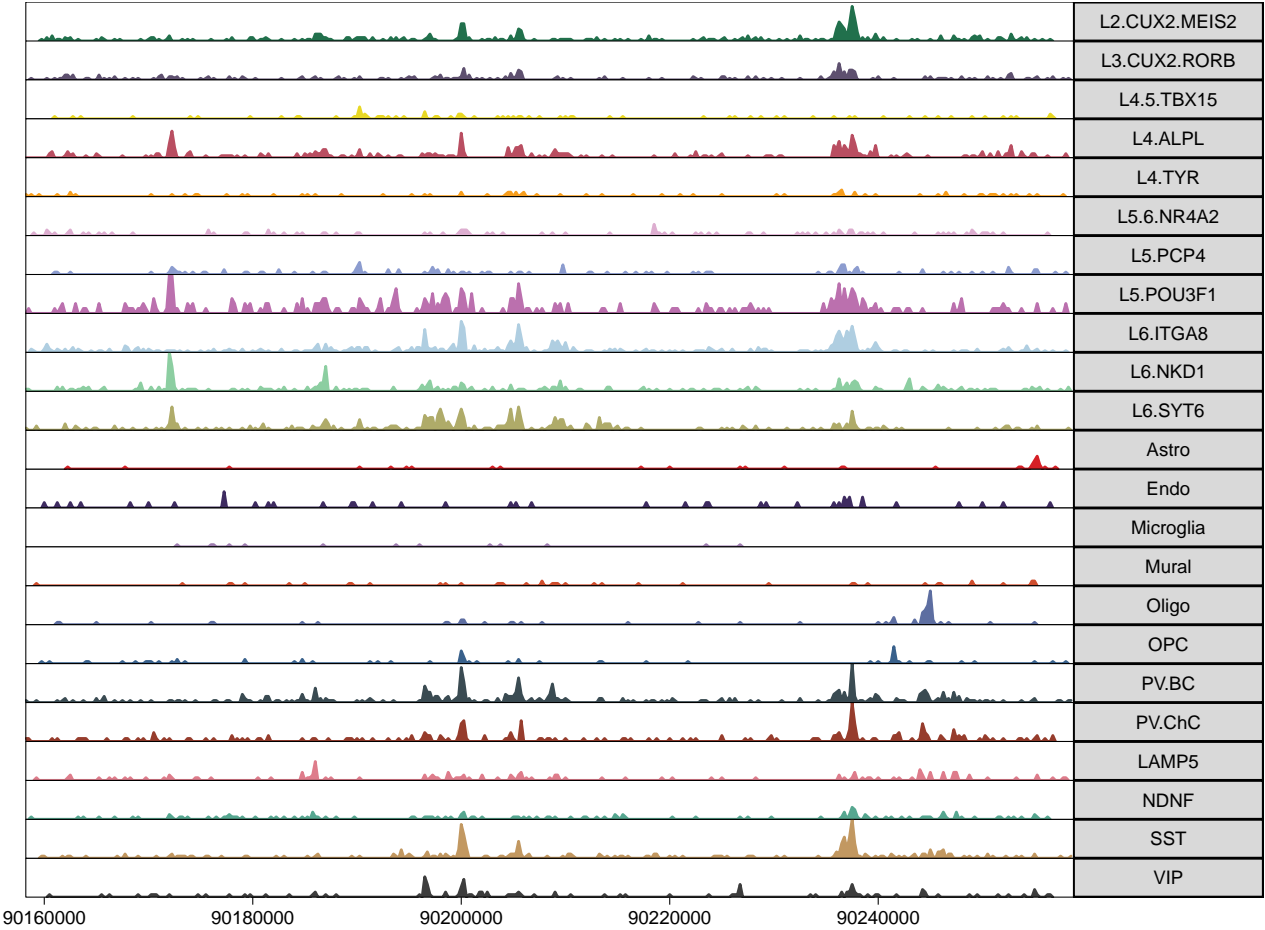 L2.CUX2.MEIS2
L3.CUX2.RORB
L4.5.TBX15
L4.ALPL
L4.TYR
L5.6.NR4A2
L5.PCP4
L5.POU3F1
L6.ITGA8
L6.NKD1
L6.SYT6
Astro
Endo
Microglia
Mural
Oligo
OPC
PV.BC
PV.ChC
LAMP5
NDNF
SST
VIP
90160000 90180000 90200000 90220000 90240000